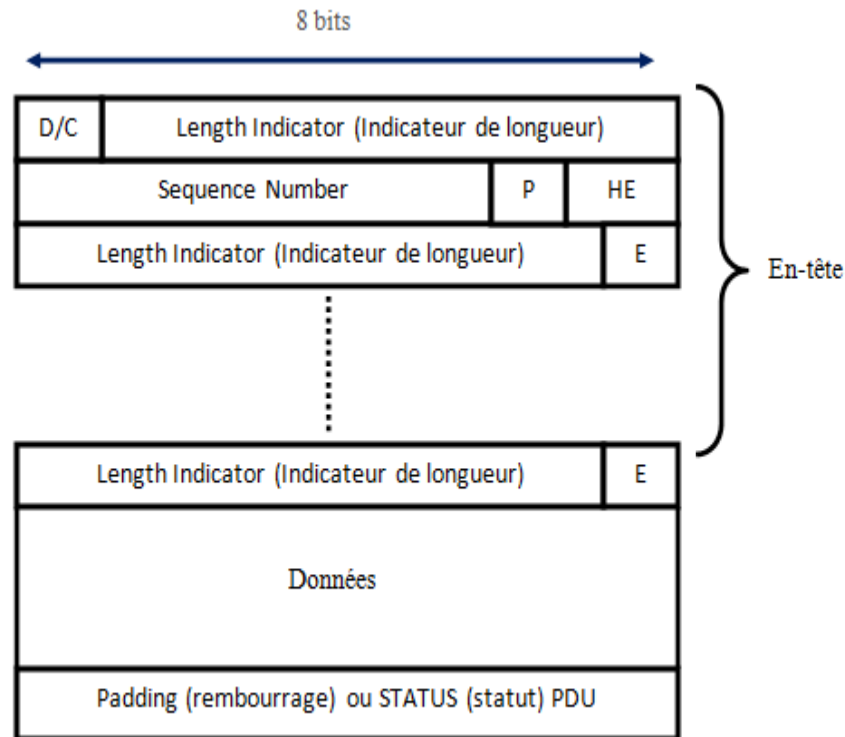 8 bits
D/C Length Indicator (Indicateur de longueur)
Sequence Number P HE
Length Indicator (Indicateur de longueur) E
En-tête
Length Indicator (Indicateur de longueur) E
Données
Padding (rembourrage) ou STATUS (statut) PDU